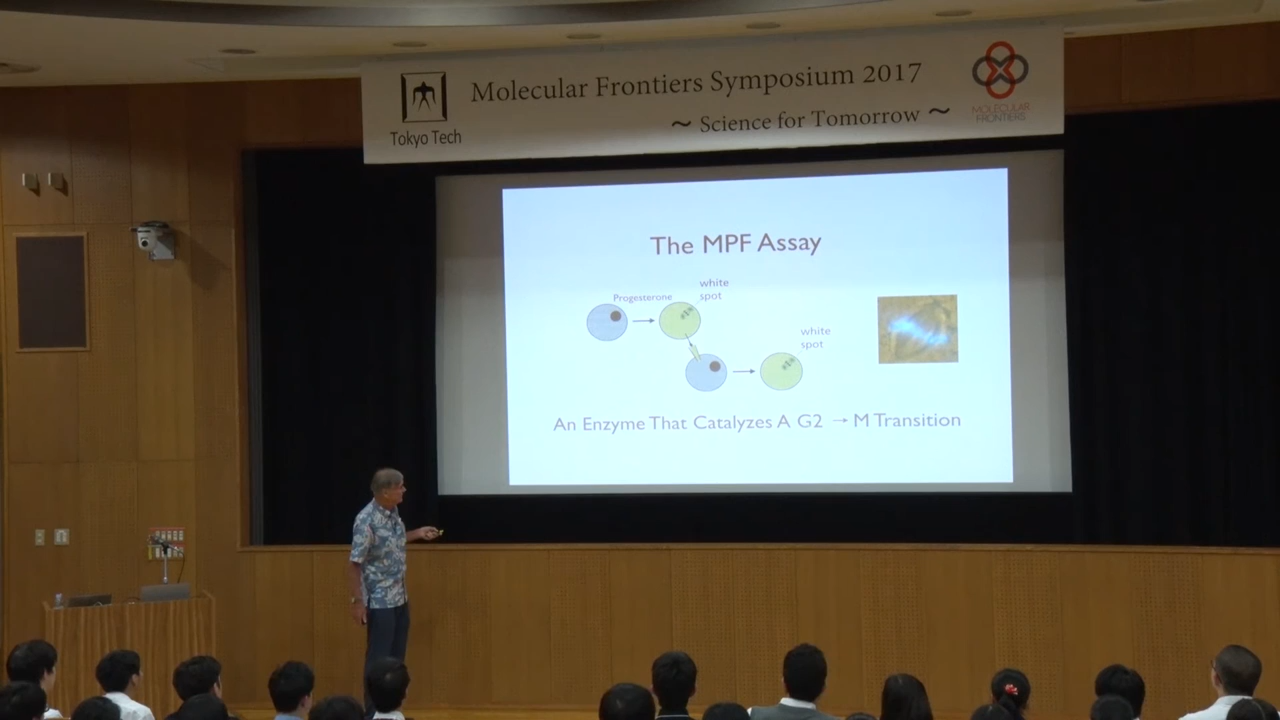 Molecular Frontiers Symposium 2017
~ Science for Tomorrow ~
Tokyo Tech
MOLECULAR
FRONTIERS
The MPF Assay
Progesterone
white
spot
white
spot
An Enzyme That Catalyzes A G2 → M Transition